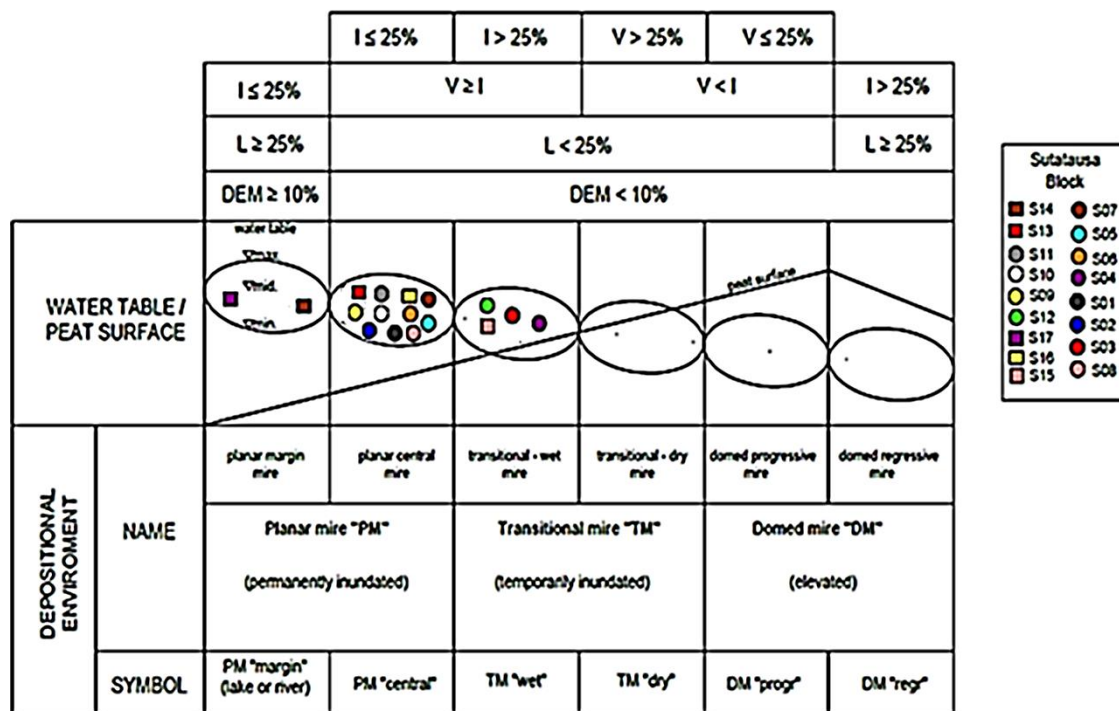 I ≤ 25%
I > 25%
V > 25%
V ≤ 25%
I ≤ 25%
V ≥ I
V < I
I > 25%
L ≥ 25%
L < 25%
L ≥ 25%
DEM ≥ 10%
DEM < 10%
WATER TABLE /
PEAT SURFACE
water table
max
mid.
min.
peat surface
DEPOSITIONAL
ENVIROMENT
NAME
planar margin
mire
planar central
mire
transitional - wet
mire
transitional - dry
mire
domed progressive
mire
domed regressive
mire
Planar mire "PM"
(permanently inundated)
Transitional mire "TM"
(temporarily inundated)
Domed mire "DM"
(elevated)
SYMBOL
PM "margin"
(lake or river)
PM "central"
TM "wet"
TM "dry"
DM "progr"
DM "regr"
Sutatausa
Block
S14
S07
S13
S05
S11
S06
S10
S04
S09
S01
S12
S02
S17
S03
S16
S08
S15